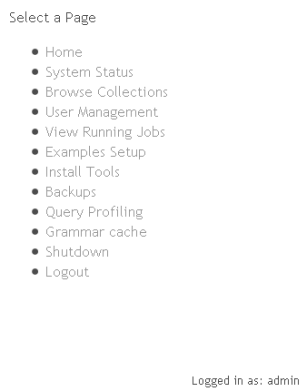 Select a Page
Home
System Status
Browse Collections
User Management
View Running Jobs
Examples Setup
Install Tools
Backups
Query Profiling
Grammar cache
Shutdown
Logout
Logged in as: admin